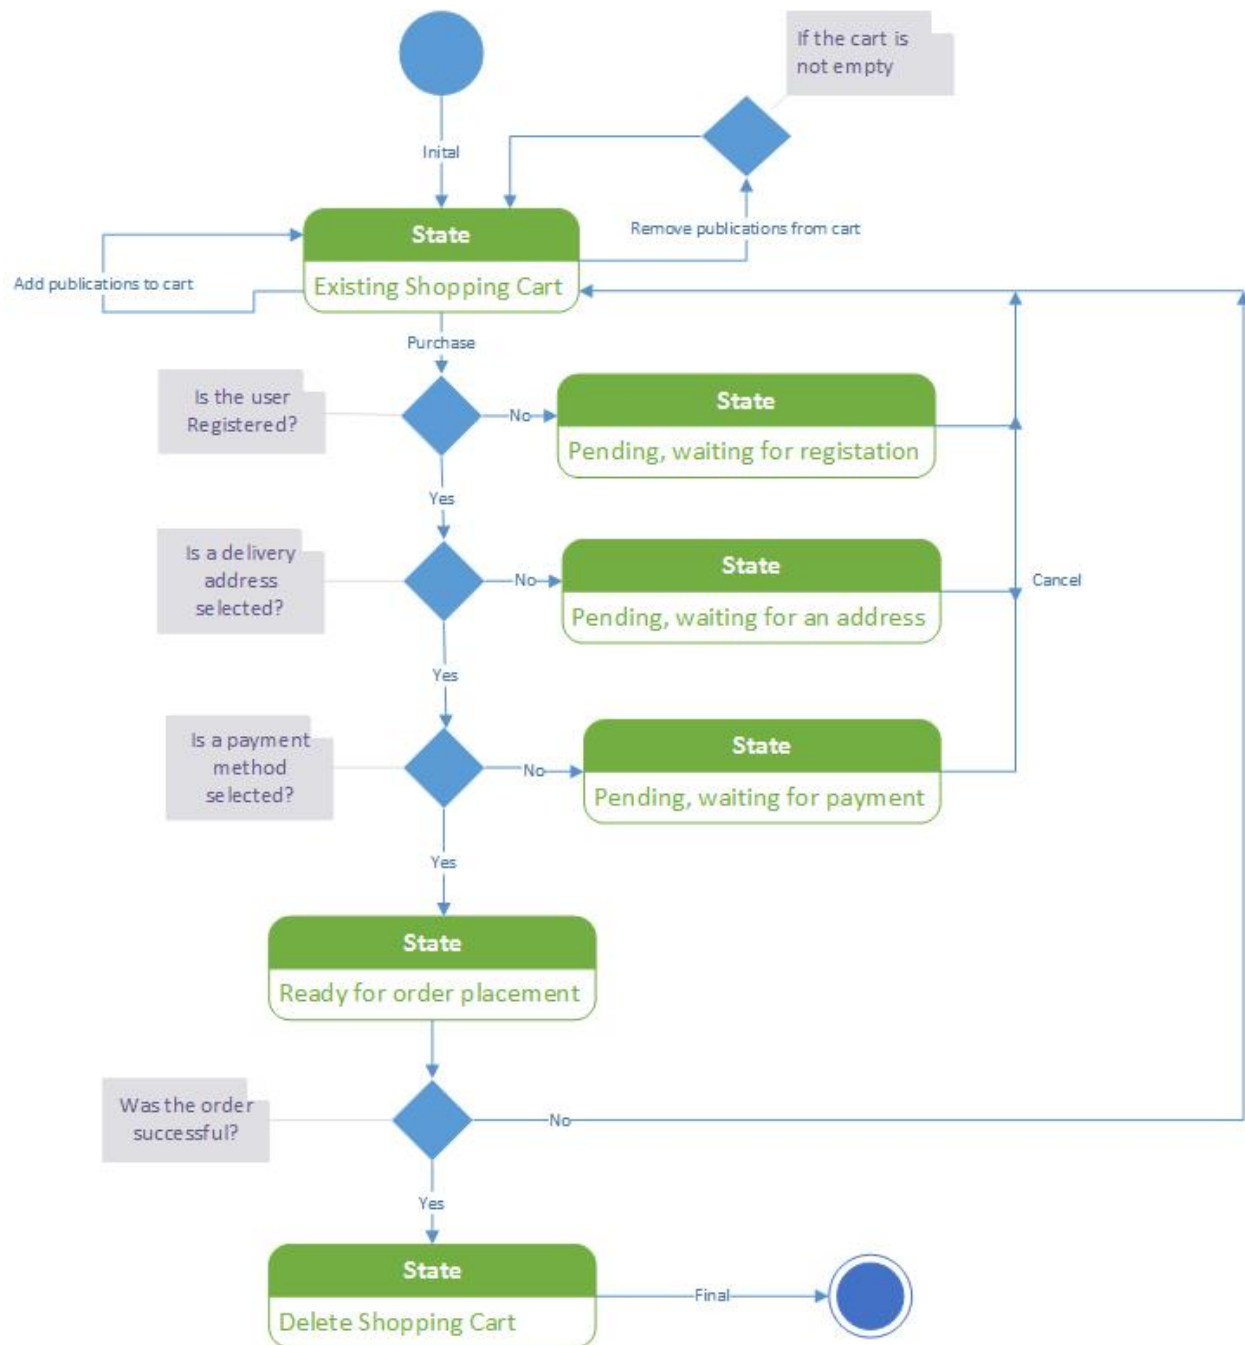 If the cart is
not empty
Inital
Remove publications from cart
State
Existing Shopping Cart
Add publications to cart
Purchase
Is the user
Registered?
No
State
Pending, waiting for registation
Yes
Is a delivery
address
selected?
No
State
Pending, waiting for an address
Cancel
Yes
Is a payment
method
selected?
No
State
Pending, waiting for payment
Yes
State
Ready for order placement
Was the order
successful?
No
Yes
State
Delete Shopping Cart
Final